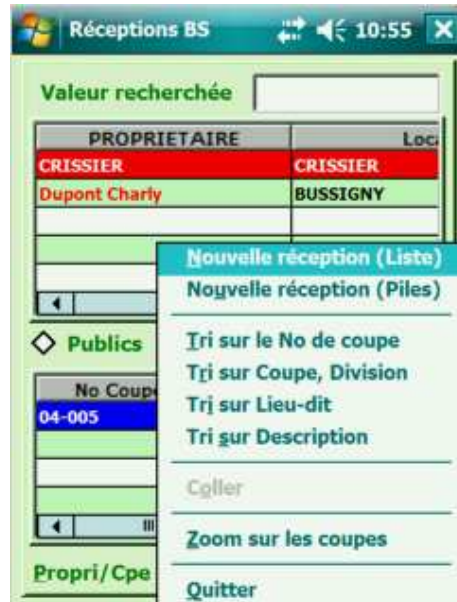 Réceptions BS 10:55
Valeur recherchée
PROPRIETAIRE Loc
CRISSIER CRISSIER
Dupont Charly BUSSIGNY
Nouvelle réception (Liste)
Nouvelle réception (Piles)
Publics
Tri sur le No de coupe
Tri sur Coupe, Division
Tri sur Lieu-dit
Tri sur Description
No Coupe
04-005
Coller
Zoom sur les coupes
Propri/Cpe
Quitter